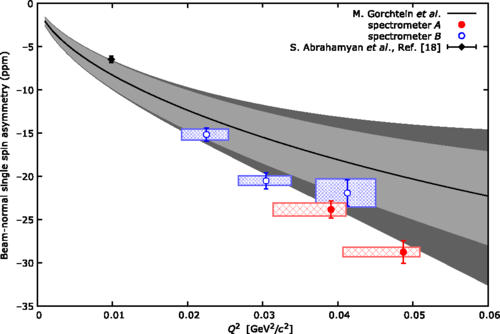 M. Gorchtein et al.
spectrometer A
spectrometer B
S. Abrahamyan et al., Ref. [18]
Beam-normal single spin asymmetry (ppm)
0
−5
−10
−15
−20
−25
−30
−35
0 0.01 0.02 0.03 0.04 0.05 0.06
Q² [GeV²/c²]